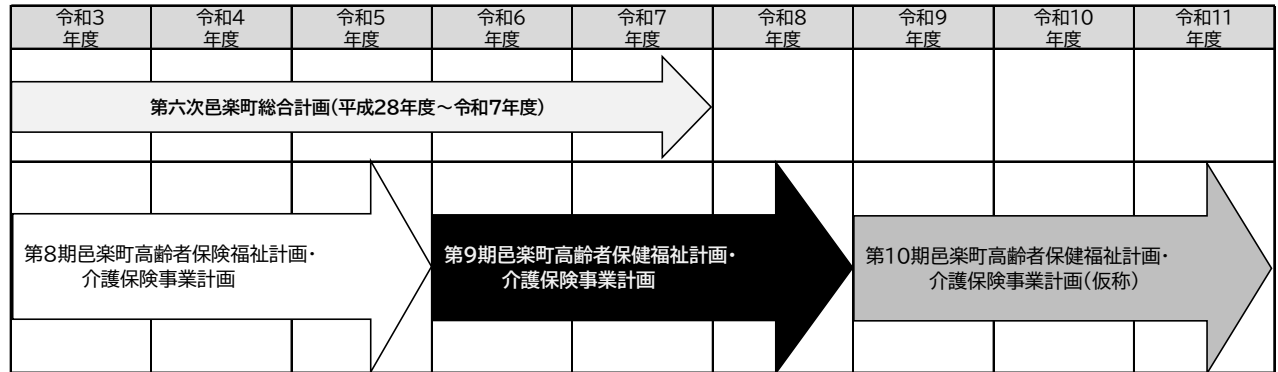 令和3
年度
令和4
年度
令和5
年度
令和6
年度
令和7
年度
令和8
年度
令和9
年度
令和10
年度
令和11
年度
第六次邑楽町総合計画(平成28年度～令和7年度)
第8期邑楽町高齢者保険福祉計画・
介護保険事業計画
第9期邑楽町高齢者保健福祉計画・
介護保険事業計画
第10期邑楽町高齢者保健福祉計画・
介護保険事業計画(仮称)